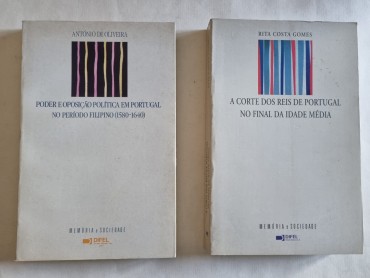 ANTÓNIO DE OLIVEIRA
PODER E OPOSIÇÃO POLÍTICA EM PORTUGAL
NO PERÍODO FILIPINO (1580-1640)
MEMÓRIA e SOCIEDADE
DIFEL
RITA COSTA GOMES
A CORTE DOS REIS DE PORTUGAL
NO FINAL DA IDADE MÉDIA
MEMÓRIA e SOCIEDADE
DIFEL